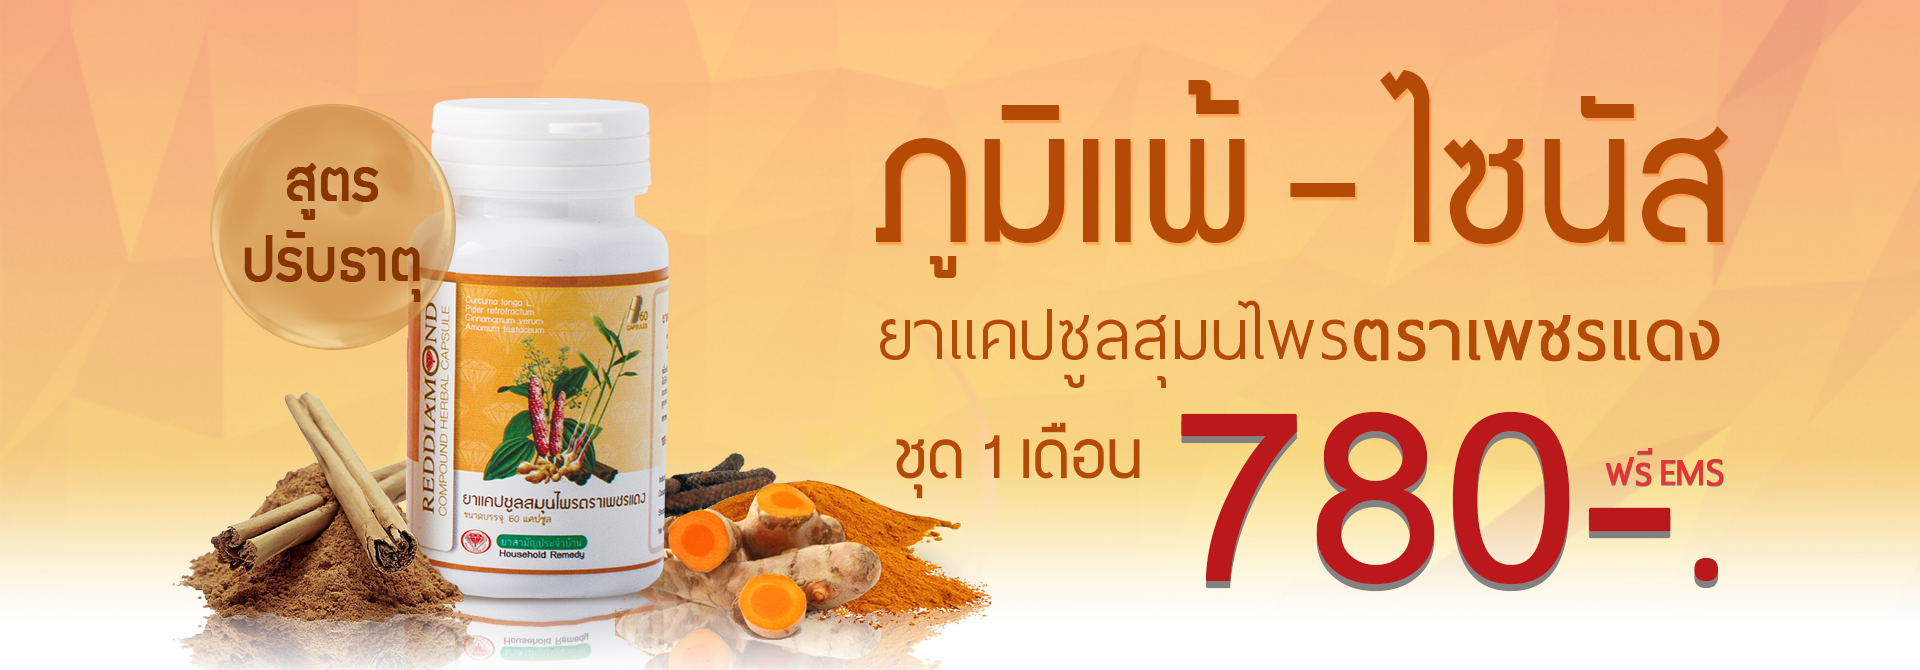 สูตร
ปรับธาตุ
REDDIAMOND
COMPOUND HERBAL CAPSULE
Curcuma longa L.
Piper retrofractum
Cinnamomum verum
Amomum testaceum
60
CAPSULES
ยาแคปซูลสมุนไพรตราเพชรแดง
ขนาดบรรจุ 60 แคปซูล
ยาสามัญประจำบ้าน
Household Remedy
ภูมิแพ้ - ไซนัส
ยาแคปซูลสมุนไพรตราเพชรแดง
ชุด 1 เดือน 780-.
ฟรี EMS